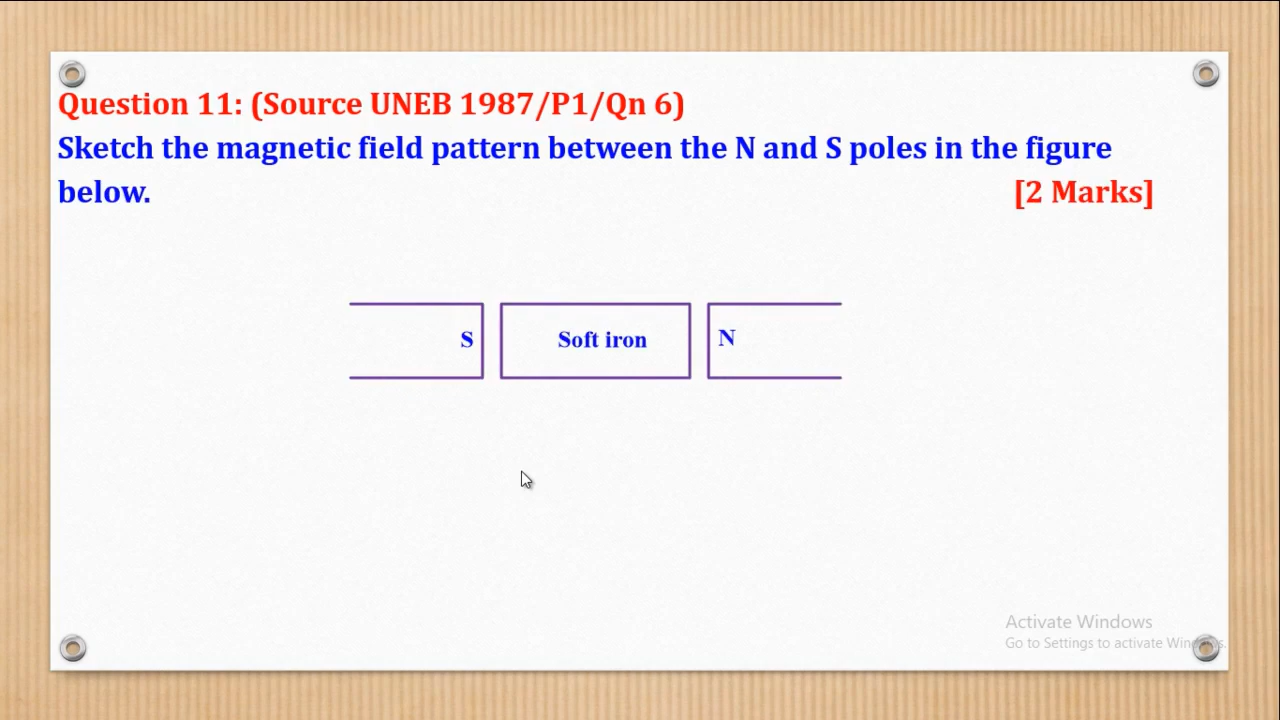 Question 11: (Source UNEB 1987/P1/Qn 6)
Sketch the magnetic field pattern between the N and S poles in the figure
below. [2 Marks]
S Soft iron N
Activate Windows
Go to Settings to activate Windows.